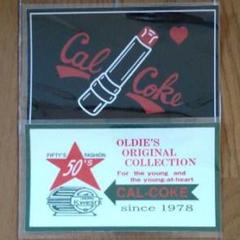 Cal
Coke
OLDIE'S
ORIGINAL
COLLECTION
For the young and
the young-at-heart
FIFTY'S FASHION
50'S
CAL-COKE
since 1978